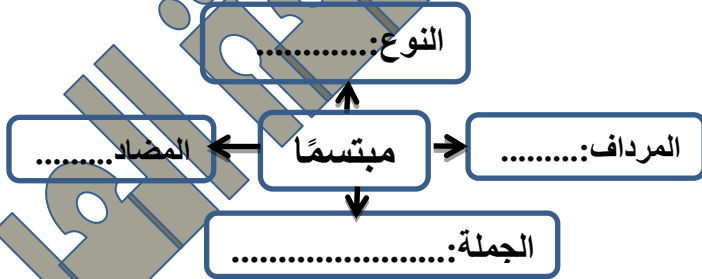 النوع:.............
المرداف:.........
مبتسمًا
المضاد.........
الجملة:........................